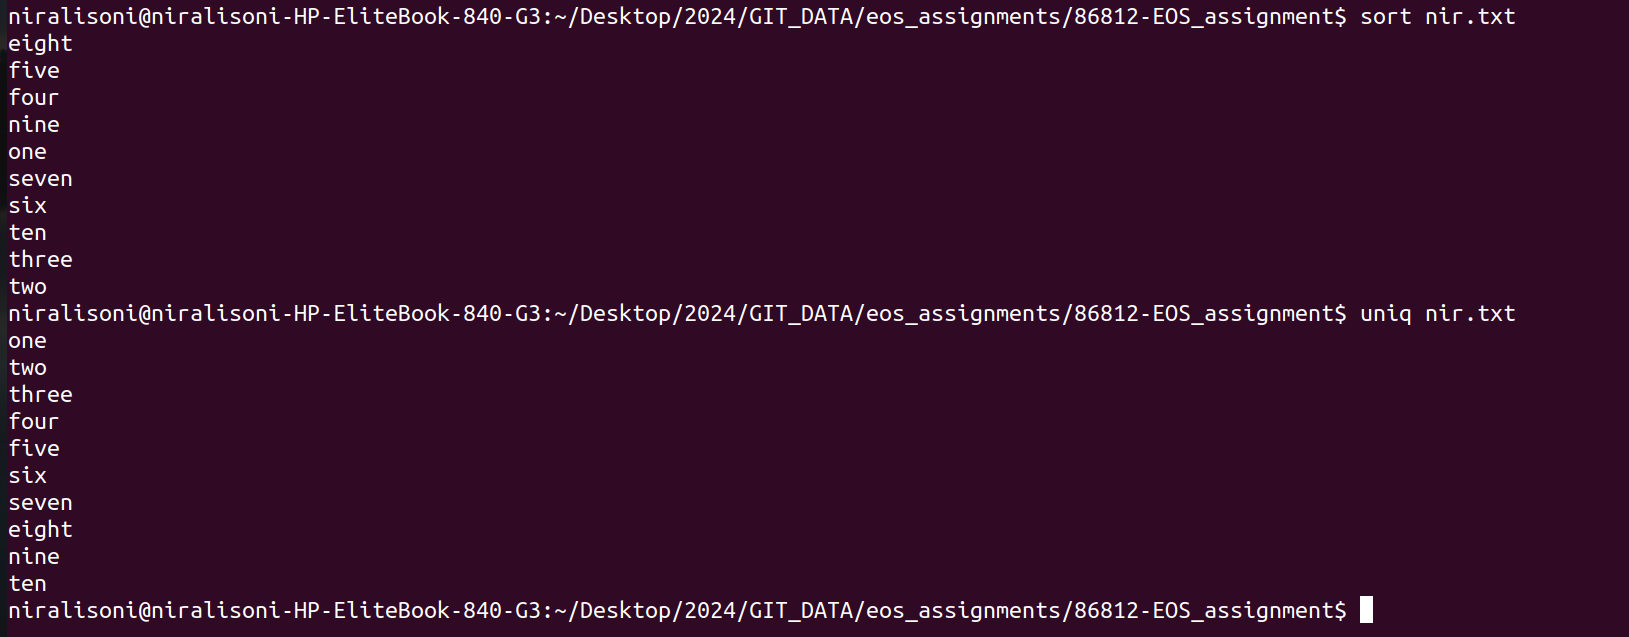 niralisoni@niralisoni-HP-EliteBook-840-G3:~/Desktop/2024/GIT_DATA/eos_assignments/86812-EOS_assignment$ sort nir.txt
eight
five
four
nine
one
seven
six
ten
three
two
niralisoni@niralisoni-HP-EliteBook-840-G3:~/Desktop/2024/GIT_DATA/eos_assignments/86812-EOS_assignment$ uniq nir.txt
one
two
three
four
five
six
seven
eight
nine
ten
niralisoni@niralisoni-HP-EliteBook-840-G3:~/Desktop/2024/GIT_DATA/eos_assignments/86812-EOS_assignment$